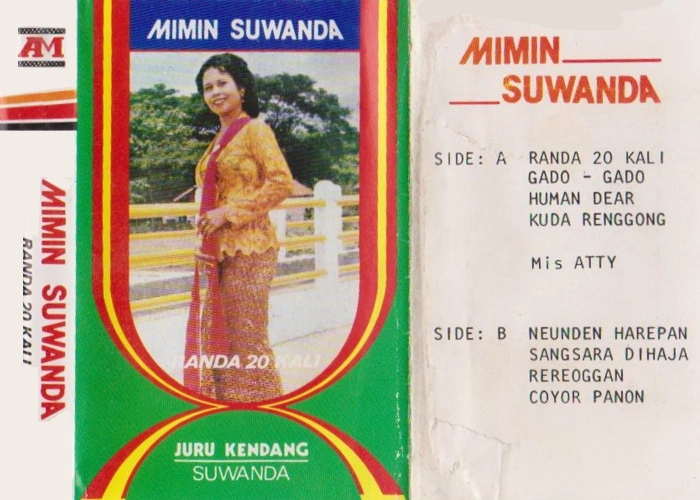 AM
MIMIN SUWANDA
RANDA 20 KALI
MIMIN SUWANDA
RANDA 20 KALI
JURU KENDANG
SUWANDA
MIMIN
SUWANDA
SIDE: A RANDA 20 KALI
GADO - GADO
HUMAN DEAR
KUDA RENGGONG
Mis ATTY
SIDE: B NEUNDEN HAREPAN
SANGSARA DIHAJA
REREOGGAN
COYOR PANON